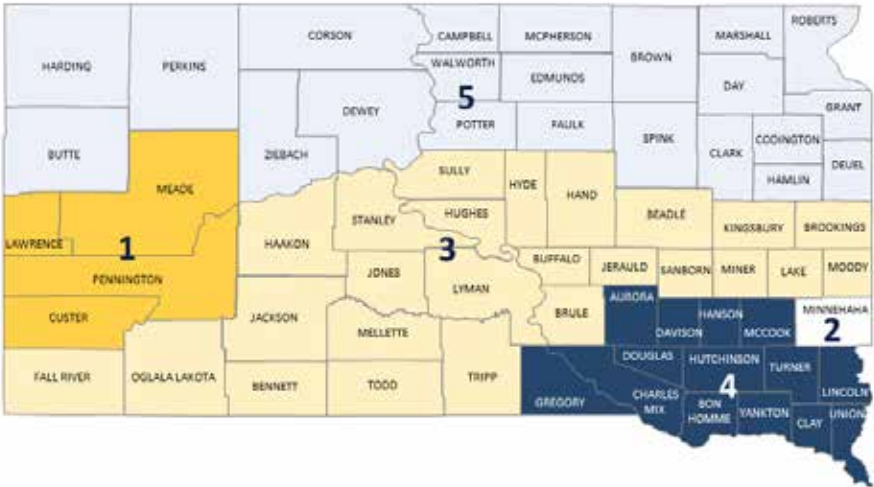 ROBERTS
CORSON
CAMPBELL
MCPHERSON
MARSHALL
HARDING
PERKINS
WALWORTH
BROWN
EDMUNDS
DAY
5
DEWEY
GRANT
POTTER
FAULK
SPINK
CODINGTON
BUTTE
ZIEBACH
CLARK
DEUEL
SULLY
HAMLIN
MEADE
HYDE
HAND
STANLEY
HUGHES
BEADLE
KINGSBURY
BROOKINGS
LAWRENCE
1
HAAKON
3
BUFFALO
JERAULD
SANBORN
MINER
LAKE
MOODY
PENNINGTON
JONES
LYMAN
AURORA
CUSTER
JACKSON
BRULE
HANSON
MINNEHAHA
MELLETTE
DAVISON
MCCOOK
2
DOUGLAS
HUTCHINSON
TURNER
FALL RIVER
OGLALA LAKOTA
BENNETT
TODD
TRIPP
4
LINCOLN
GREGORY
CHARLES
MIX
BON
HOMME
YANKTON
CLAY
UNION